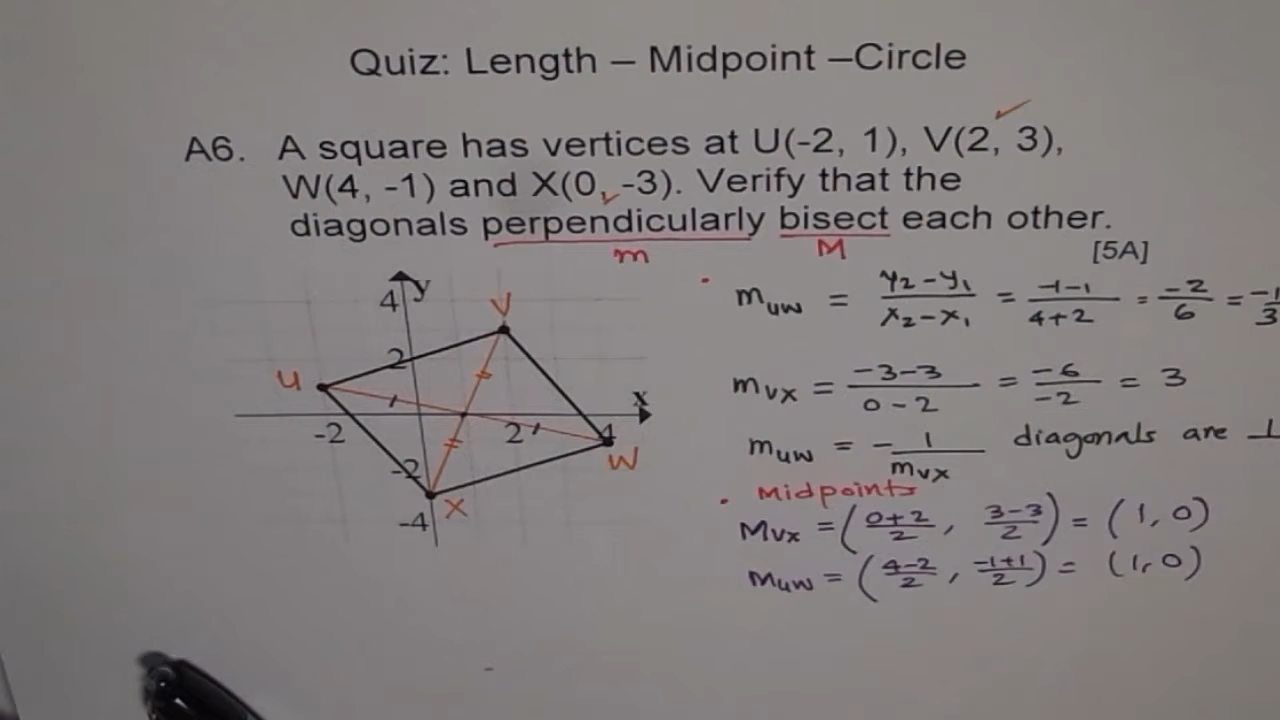 Quiz: Length – Midpoint –Circle
A6. A square has vertices at U(-2, 1), V(2, 3),
W(4, -1) and X(0, -3). Verify that the
diagonals perpendicularly bisect each other.
m M [5A]
m_UW = y₂-y₁/x₂-x₁ = -1-1/4+2 = -2/6 = -1/3
m_VX = -3-3/0-2 = -6/-2 = 3
m_UW = -1/m_VX diagonals are ⊥
Midpoints
M_VX = (0+2/2, 3-3/2) = (1, 0)
M_UW = (4-2/2, -1+1/2) = (1, 0)
y
4
V
2
U
x
-2
2
4
W
-2
X
-4